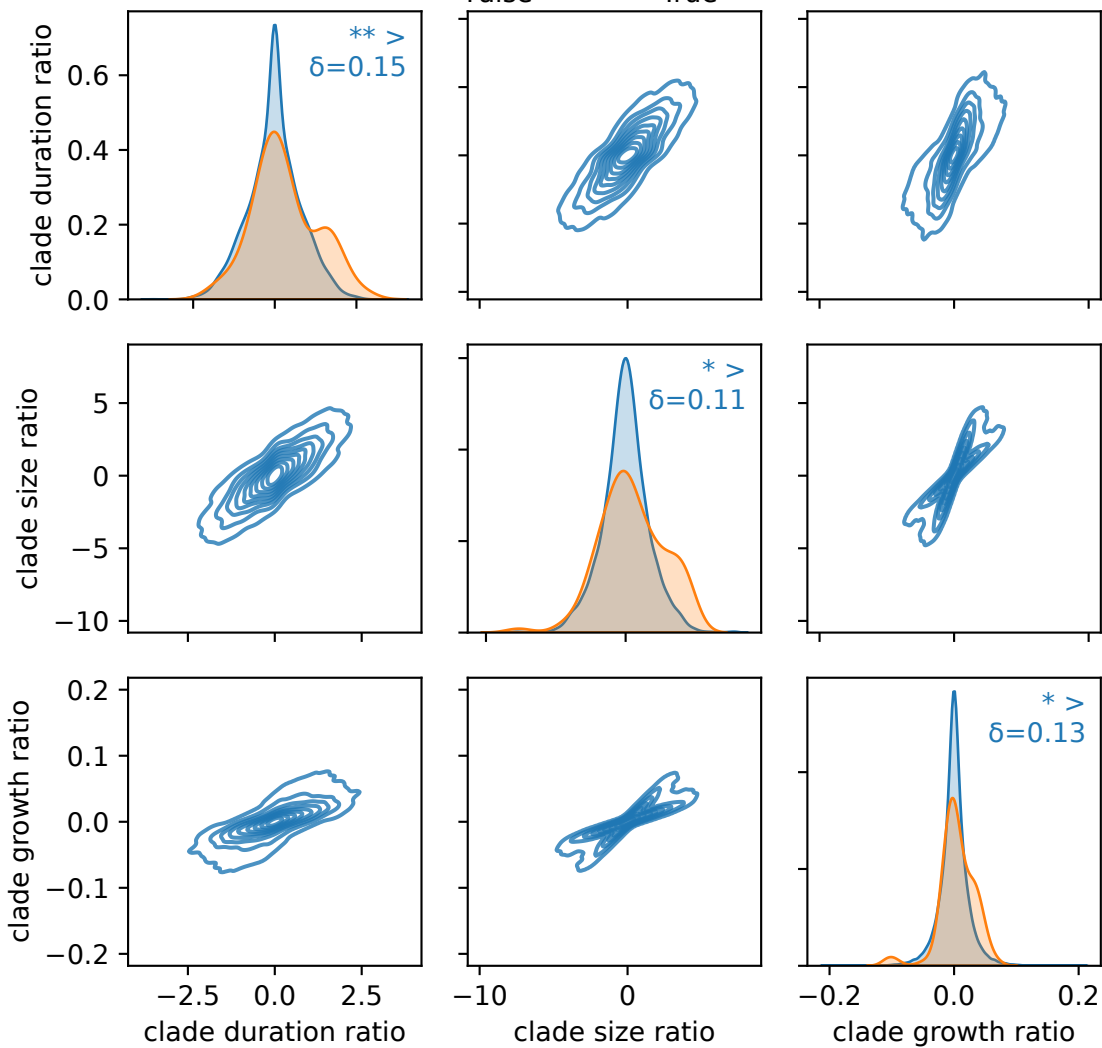 True
clade duration ratio
0.6
0.4
0.2
0.0
** >
δ=0.15
clade size ratio
5
0
−5
−10
* >
δ=0.11
clade growth ratio
0.2
0.1
0.0
−0.1
−0.2
* >
δ=0.13
−2.5
0.0
2.5
−10
0
−0.2
0.0
0.2
clade duration ratio
clade size ratio
clade growth ratio